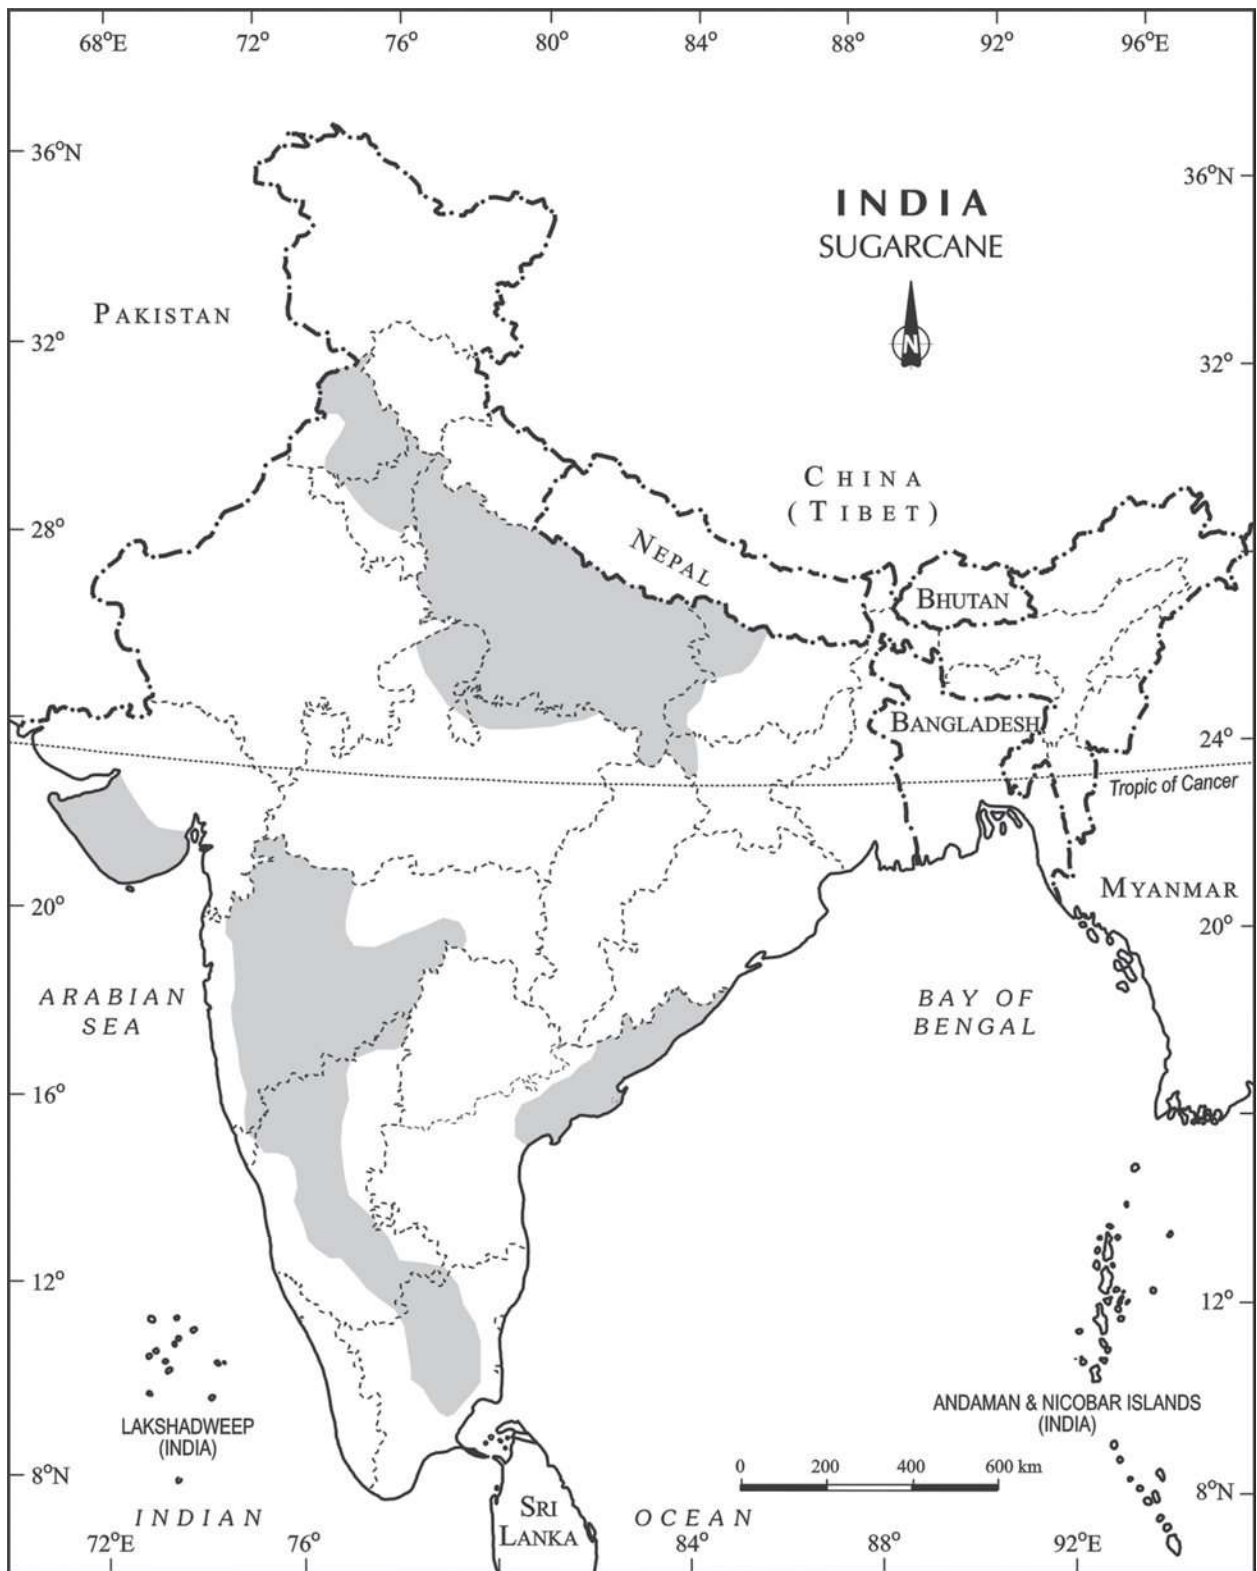 68°E 72° 76° 80° 84° 88° 92° 96°E
36°N
36°N
INDIA
SUGARCANE
N
PAKISTAN
32°
32°
CHINA
(TIBET)
28°
NEPAL
BHUTAN
BANGLADESH
24°
Tropic of Cancer
MYANMAR
20°
20°
ARABIAN
SEA
BAY OF
BENGAL
16°
12°
12°
LAKSHADWEEP
(INDIA)
ANDAMAN & NICOBAR ISLANDS
(INDIA)
0 200 400 600 km
8°N
8°N
INDIAN
OCEAN
SRI
LANKA
72°E 76° 84° 88° 92°E